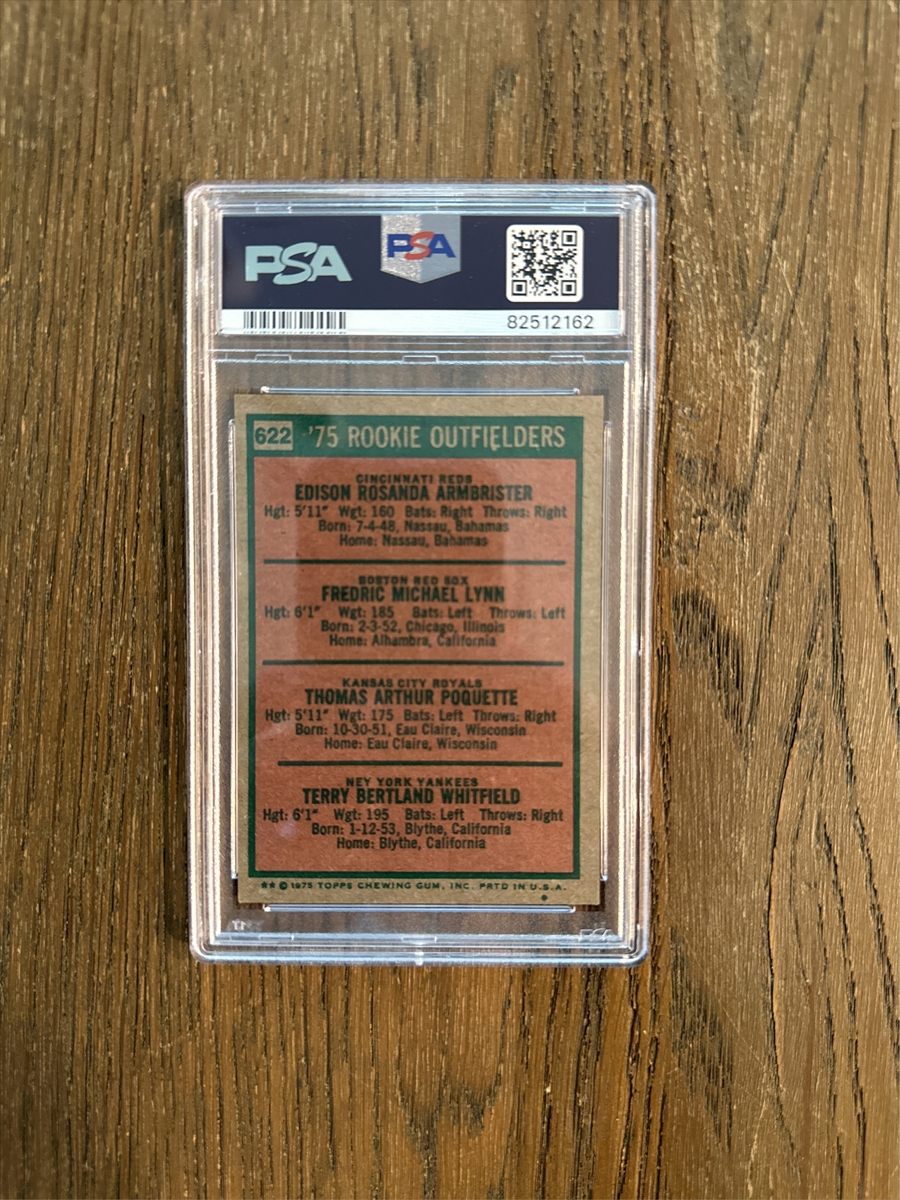 PSA PSA
82512162
622 '75 ROOKIE OUTFIELDERS
CINCINNATI REDS
EDISON ROSANDA ARMBRISTER
Hgt: 5'11" Wgt: 160 Bats: Right Throws: Right
Born: 7-4-48, Nassau, Bahamas
Home: Nassau, Bahamas
BOSTON RED SOX
FREDRIC MICHAEL LYNN
Hgt: 6'1" Wgt: 185 Bats: Left Throws: Left
Born: 2-3-52, Chicago, Illinois
Home: Alhambra, California
KANSAS CITY ROYALS
THOMAS ARTHUR POQUETTE
Hgt: 5'11" Wgt: 175 Bats: Left Throws: Right
Born: 10-30-51, Eau Claire, Wisconsin
Home: Eau Claire, Wisconsin
NEY YORK YANKEES
TERRY BERTLAND WHITFIELD
Hgt: 6'1" Wgt: 195 Bats: Left Throws: Right
Born: 1-12-53, Blythe, California
Home: Blythe, California
** © 1975 TOPPS CHEWING GUM, INC. PRTD IN U.S.A.